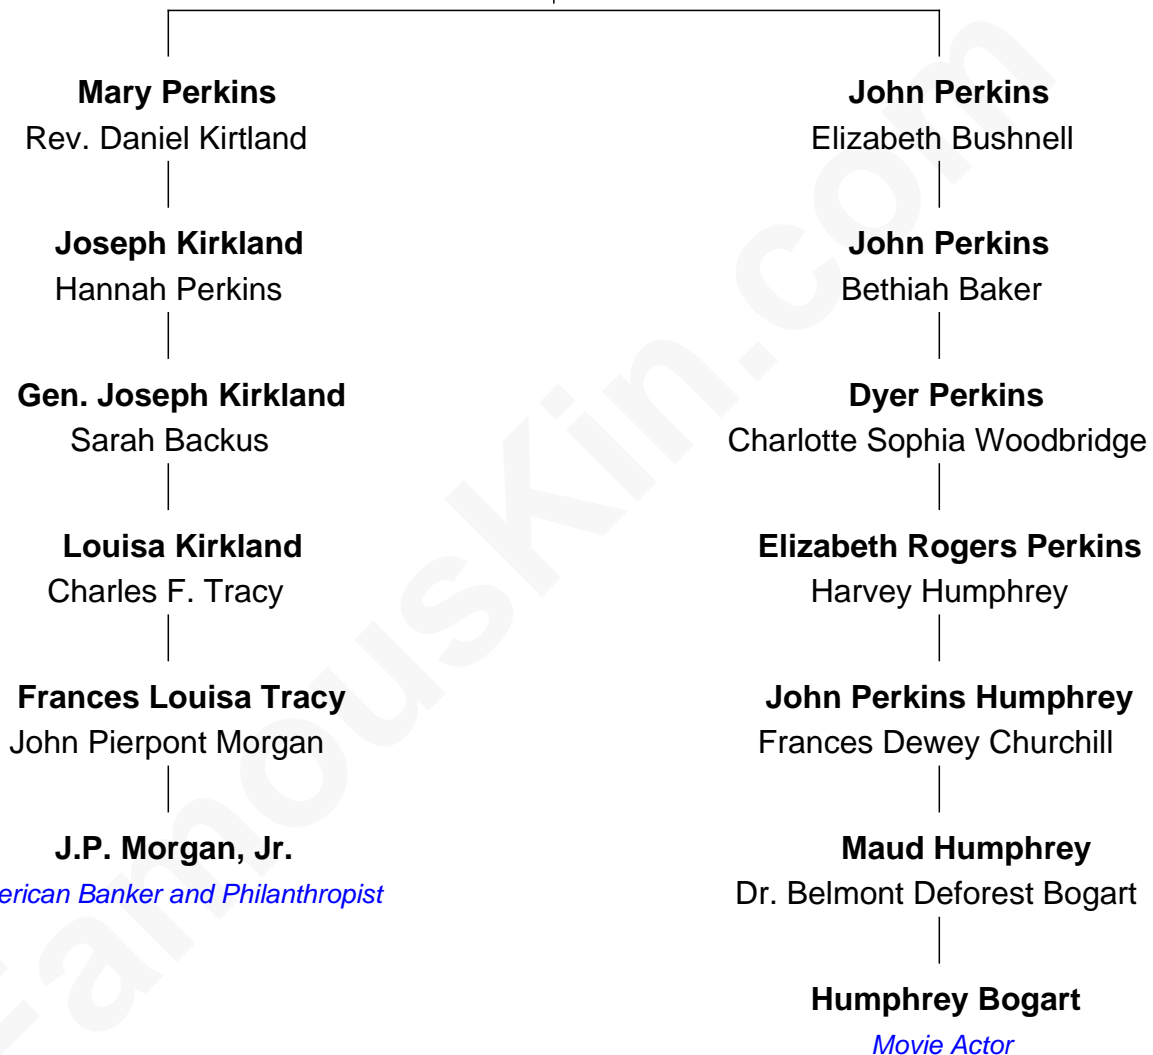 Mary Perkins
Rev. Daniel Kirtland
Joseph Kirkland
Hannah Perkins
Gen. Joseph Kirkland
Sarah Backus
Louisa Kirkland
Charles F. Tracy
Frances Louisa Tracy
John Pierpont Morgan
J.P. Morgan, Jr.
erican Banker and Philanthropist
John Perkins
Elizabeth Bushnell
John Perkins
Bethiah Baker
Dyer Perkins
Charlotte Sophia Woodbridge
Elizabeth Rogers Perkins
Harvey Humphrey
John Perkins Humphrey
Frances Dewey Churchill
Maud Humphrey
Dr. Belmont Deforest Bogart
Humphrey Bogart
Movie Actor
FamousKin.com